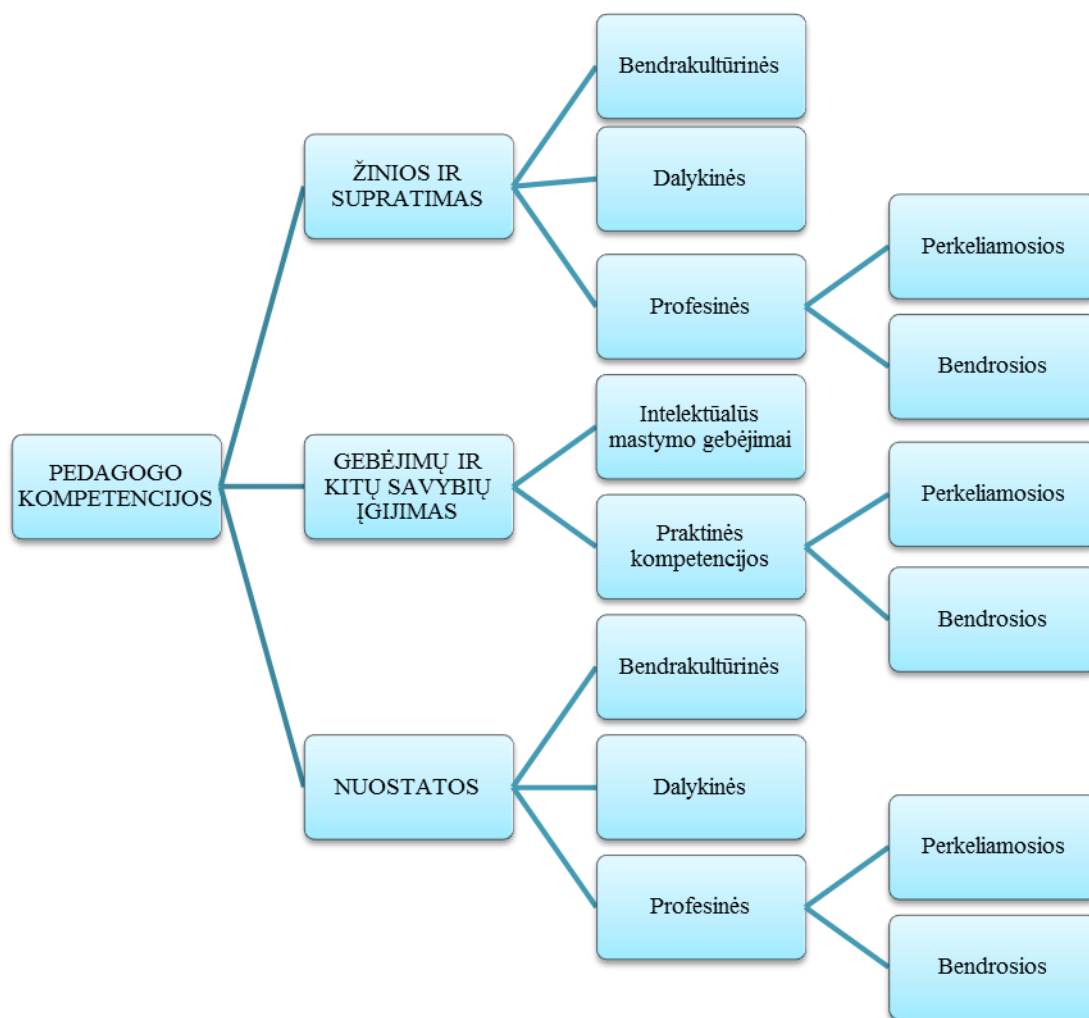 PEDAGOGO
KOMPETENCIJOS
ŽINIOS IR
SUPRATIMAS
Bendrakultūrinės
Dalykinės
Profesinės
Perkeliamosios
Bendrosios
GEBĖJIMŲ IR
KITŲ SAVYBIŲ
ĮGIJIMAS
Intelektūalūs
mastymo gebėjimai
Praktinės
kompetencijos
Perkeliamosios
Bendrosios
NUOSTATOS
Bendrakultūrinės
Dalykinės
Profesinės
Perkeliamosios
Bendrosios